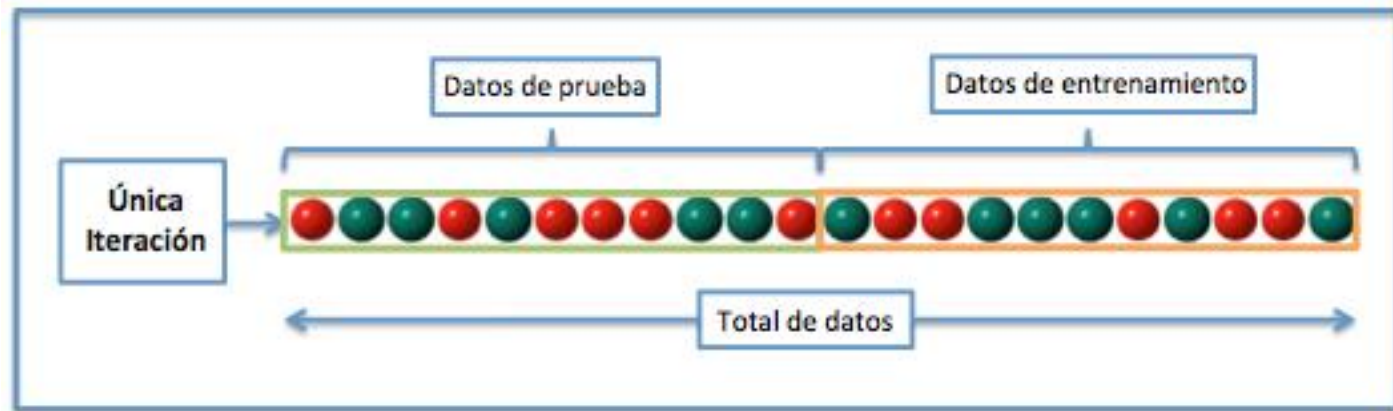 Datos de prueba
Datos de entrenamiento
Única
Iteración
Total de datos